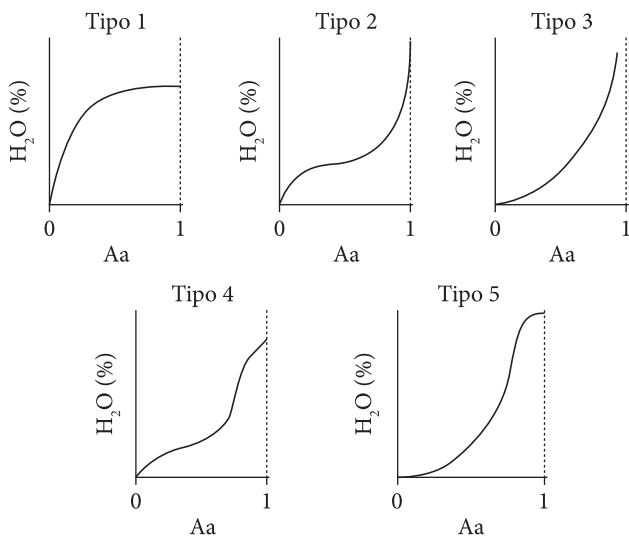 Tipo 1
H₂O (%)
0 1
Aa
Tipo 2
H₂O (%)
0 1
Aa
Tipo 3
H₂O (%)
0 1
Aa
Tipo 4
H₂O (%)
0 1
Aa
Tipo 5
H₂O (%)
0 1
Aa